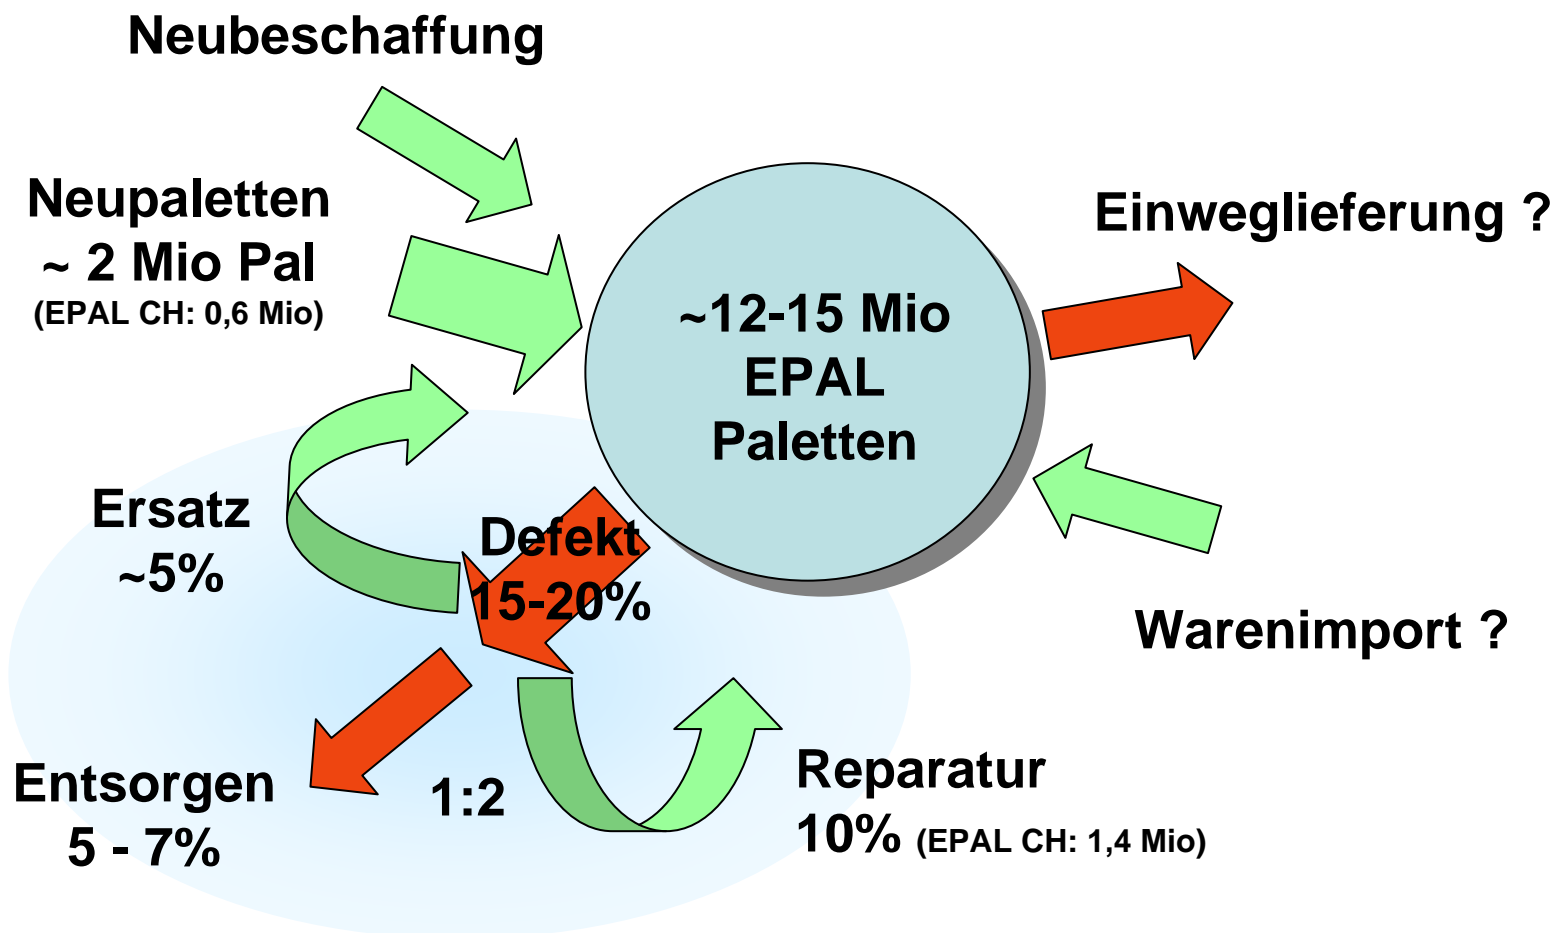 Neubeschaffung
Neupaletten
~ 2 Mio Pal
(EPAL CH: 0,6 Mio)
~12-15 Mio
EPAL
Paletten
Einweglieferung ?
Ersatz
~5%
Defekt
15-20%
Warenimport ?
Entsorgen
5 - 7%
1:2
Reparatur
10% (EPAL CH: 1,4 Mio)